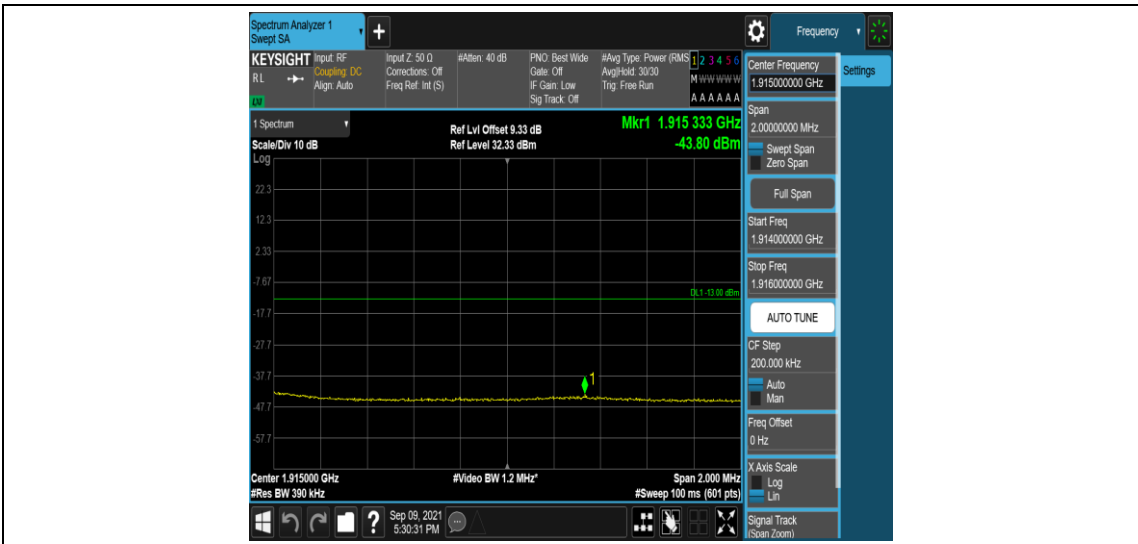 Spectrum Analyzer 1
Swept SA
+
Frequency
KEYSIGHT
RL
LXI
Input: RF
Coupling: DC
Align: Auto
Input Z: 50 Ω
Corrections: Off
Freq Ref: Int (S)
#Atten: 40 dB
PNO: Best Wide
Gate: Off
IF Gain: Low
Sig Track: Off
#Avg Type: Power (RMS
Avg|Hold: 30/30
Trig: Free Run
1 2 3 4 5 6
M W W W W W
A A A A A A
1 Spectrum
Scale/Div 10 dB
Log
Ref Lvl Offset 9.33 dB
Ref Level 32.33 dBm
Mkr1 1.915 333 GHz
-43.80 dBm
22.3
12.3
2.33
-7.67
DL1 -13.00 dBm
-17.7
-27.7
-37.7
1
-47.7
-57.7
Center 1.915000 GHz
#Video BW 1.2 MHz*
Span 2.000 MHz
#Res BW 390 kHz
#Sweep 100 ms (601 pts)
?
Sep 09, 2021
5:30:31 PM
Center Frequency
1.915000000 GHz
Settings
Span
2.00000000 MHz
Swept Span
Zero Span
Full Span
Start Freq
1.914000000 GHz
Stop Freq
1.916000000 GHz
AUTO TUNE
CF Step
200.000 kHz
Auto
Man
Freq Offset
0 Hz
X Axis Scale
Log
Lin
Signal Track
(Span Zoom)